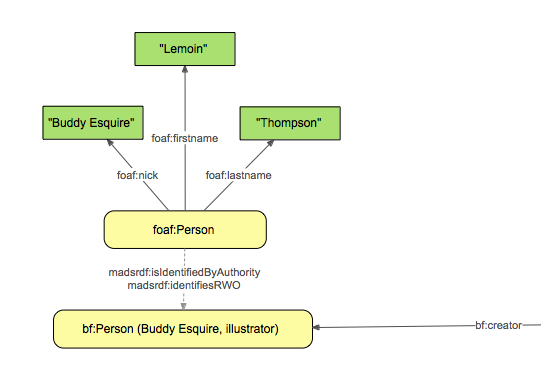 "Lemoin"
"Buddy Esquire"
"Thompson"
foaf:firstname
foaf:nick
foaf:lastname
foaf:Person
madsrdf:isIdentifiedByAuthority
madsrdf:identifiesRWO
bf:Person (Buddy Esquire, illustrator)
bf:creator